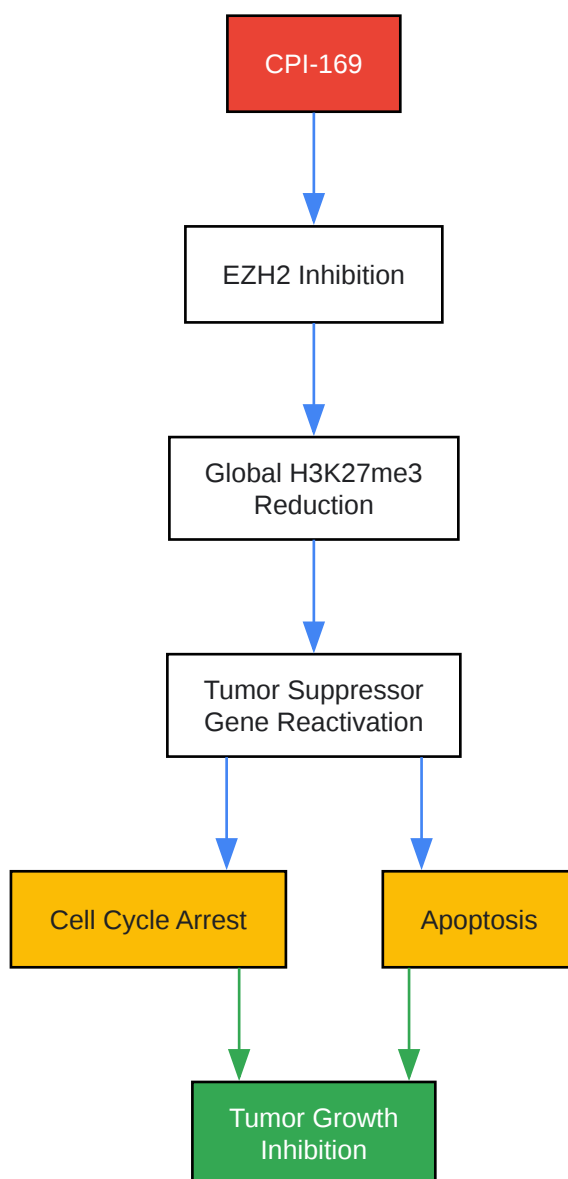 CPI-169
EZH2 Inhibition
Global H3K27me3
Reduction
Tumor Suppressor
Gene Reactivation
Cell Cycle Arrest
Apoptosis
Tumor Growth
Inhibition